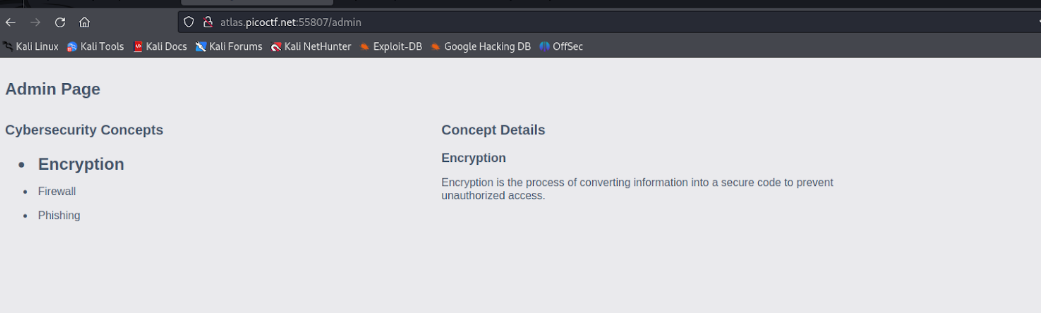 atlas.picoctf.net:55807/admin
Kali Linux Kali Tools Kali Docs Kali Forums Kali NetHunter Exploit-DB Google Hacking DB OffSec
Admin Page
Cybersecurity Concepts
Encryption
Firewall
Phishing
Concept Details
Encryption
Encryption is the process of converting information into a secure code to prevent
unauthorized access.